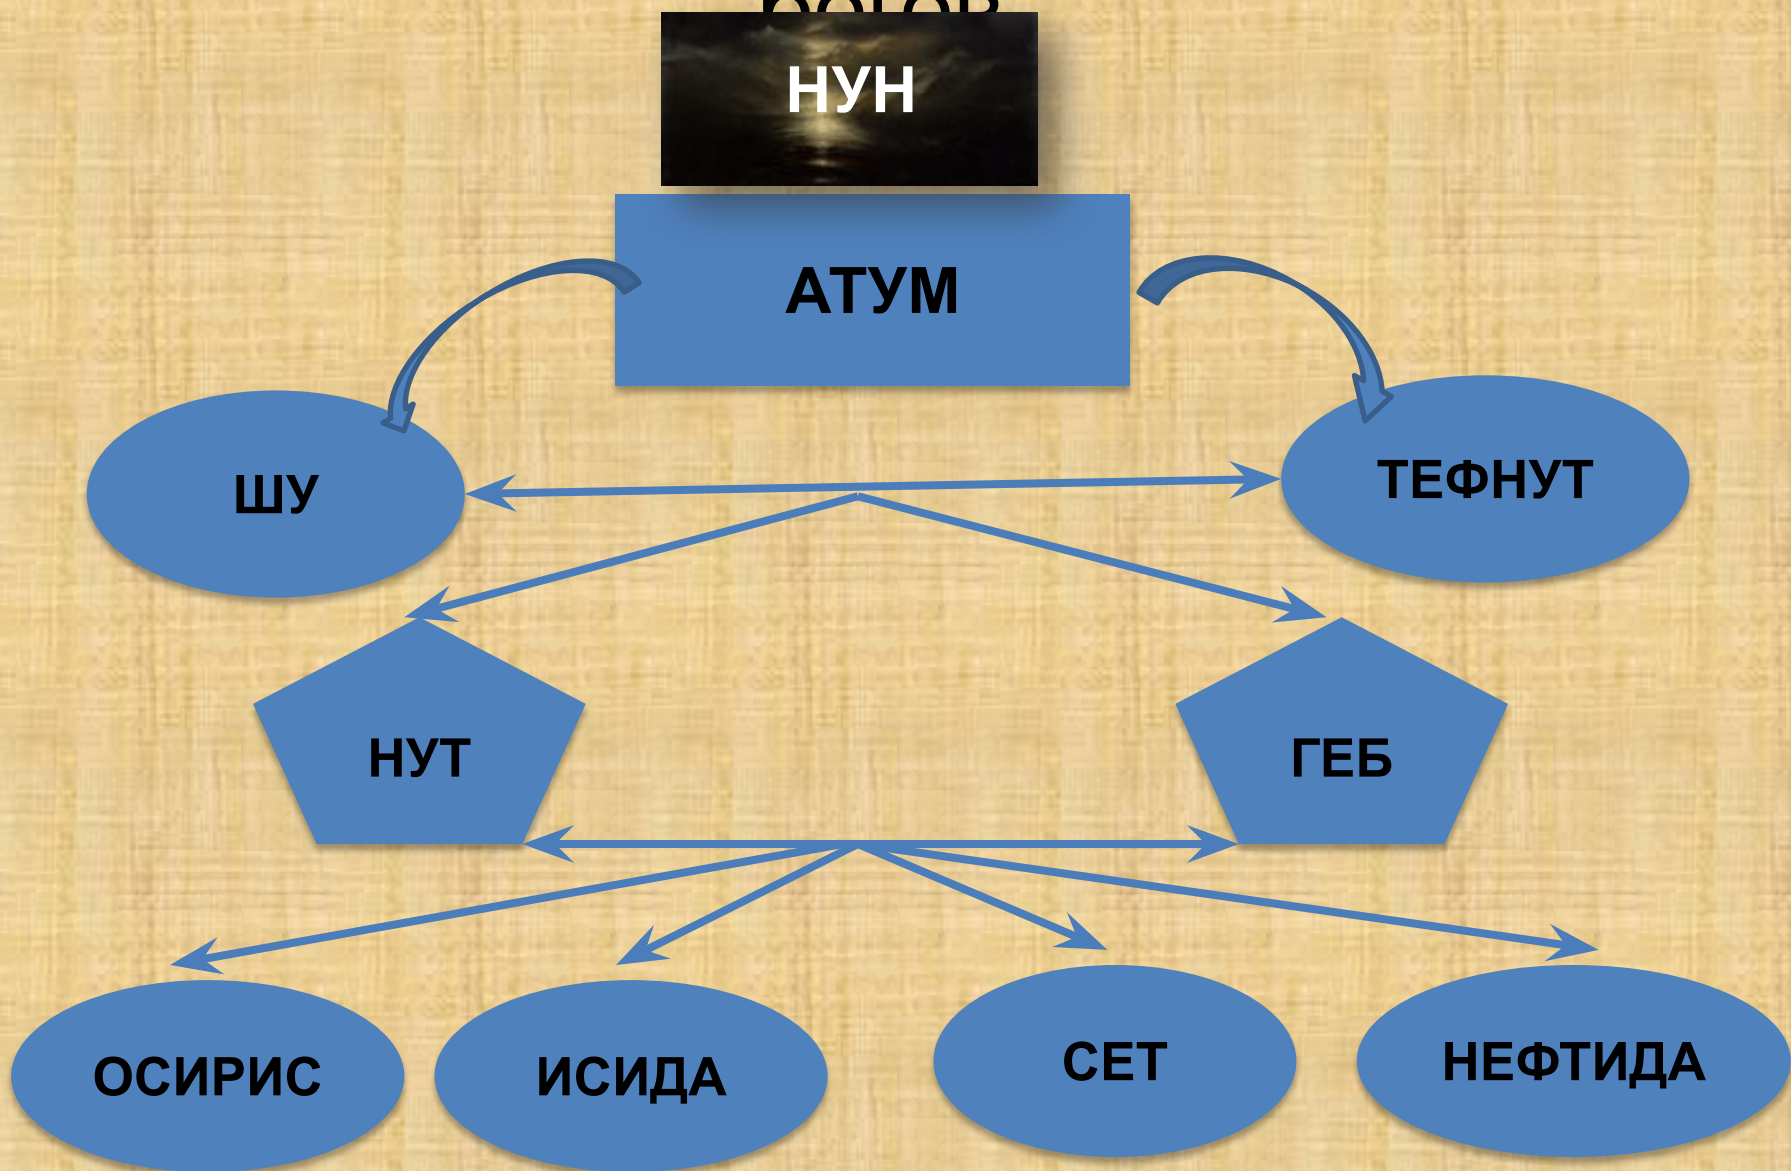 НУН
АТУМ
ШУ
ТЕФНУТ
НУТ
ГЕБ
ОСИРИС
ИСИДА
СЕТ
НЕФТИДА